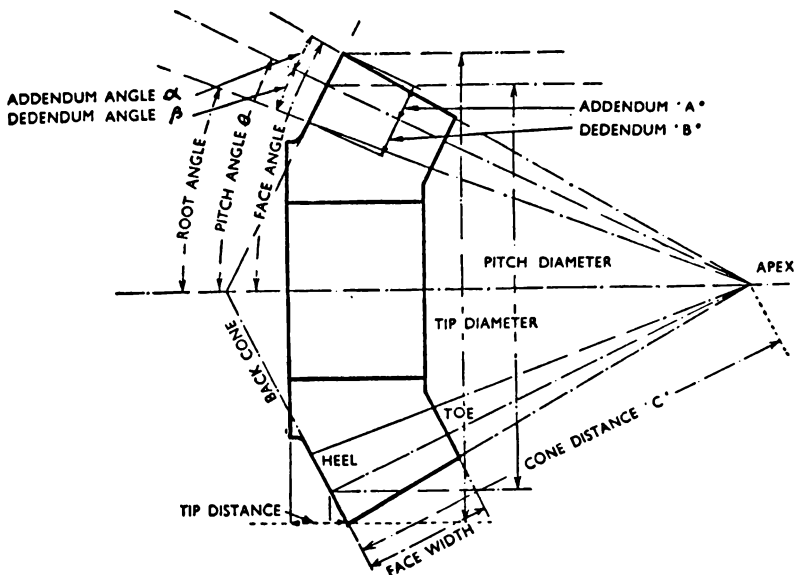 ADDENDUM ANGLE α
DEDENDUM ANGLE β
ADDENDUM 'A'
DEDENDUM 'B'
ROOT ANGLE
PITCH ANGLE θ
FACE ANGLE
PITCH DIAMETER
APEX
TIP DIAMETER
BACK CONE
TOE
HEEL
CONE DISTANCE 'C'
TIP DISTANCE
FACE WIDTH